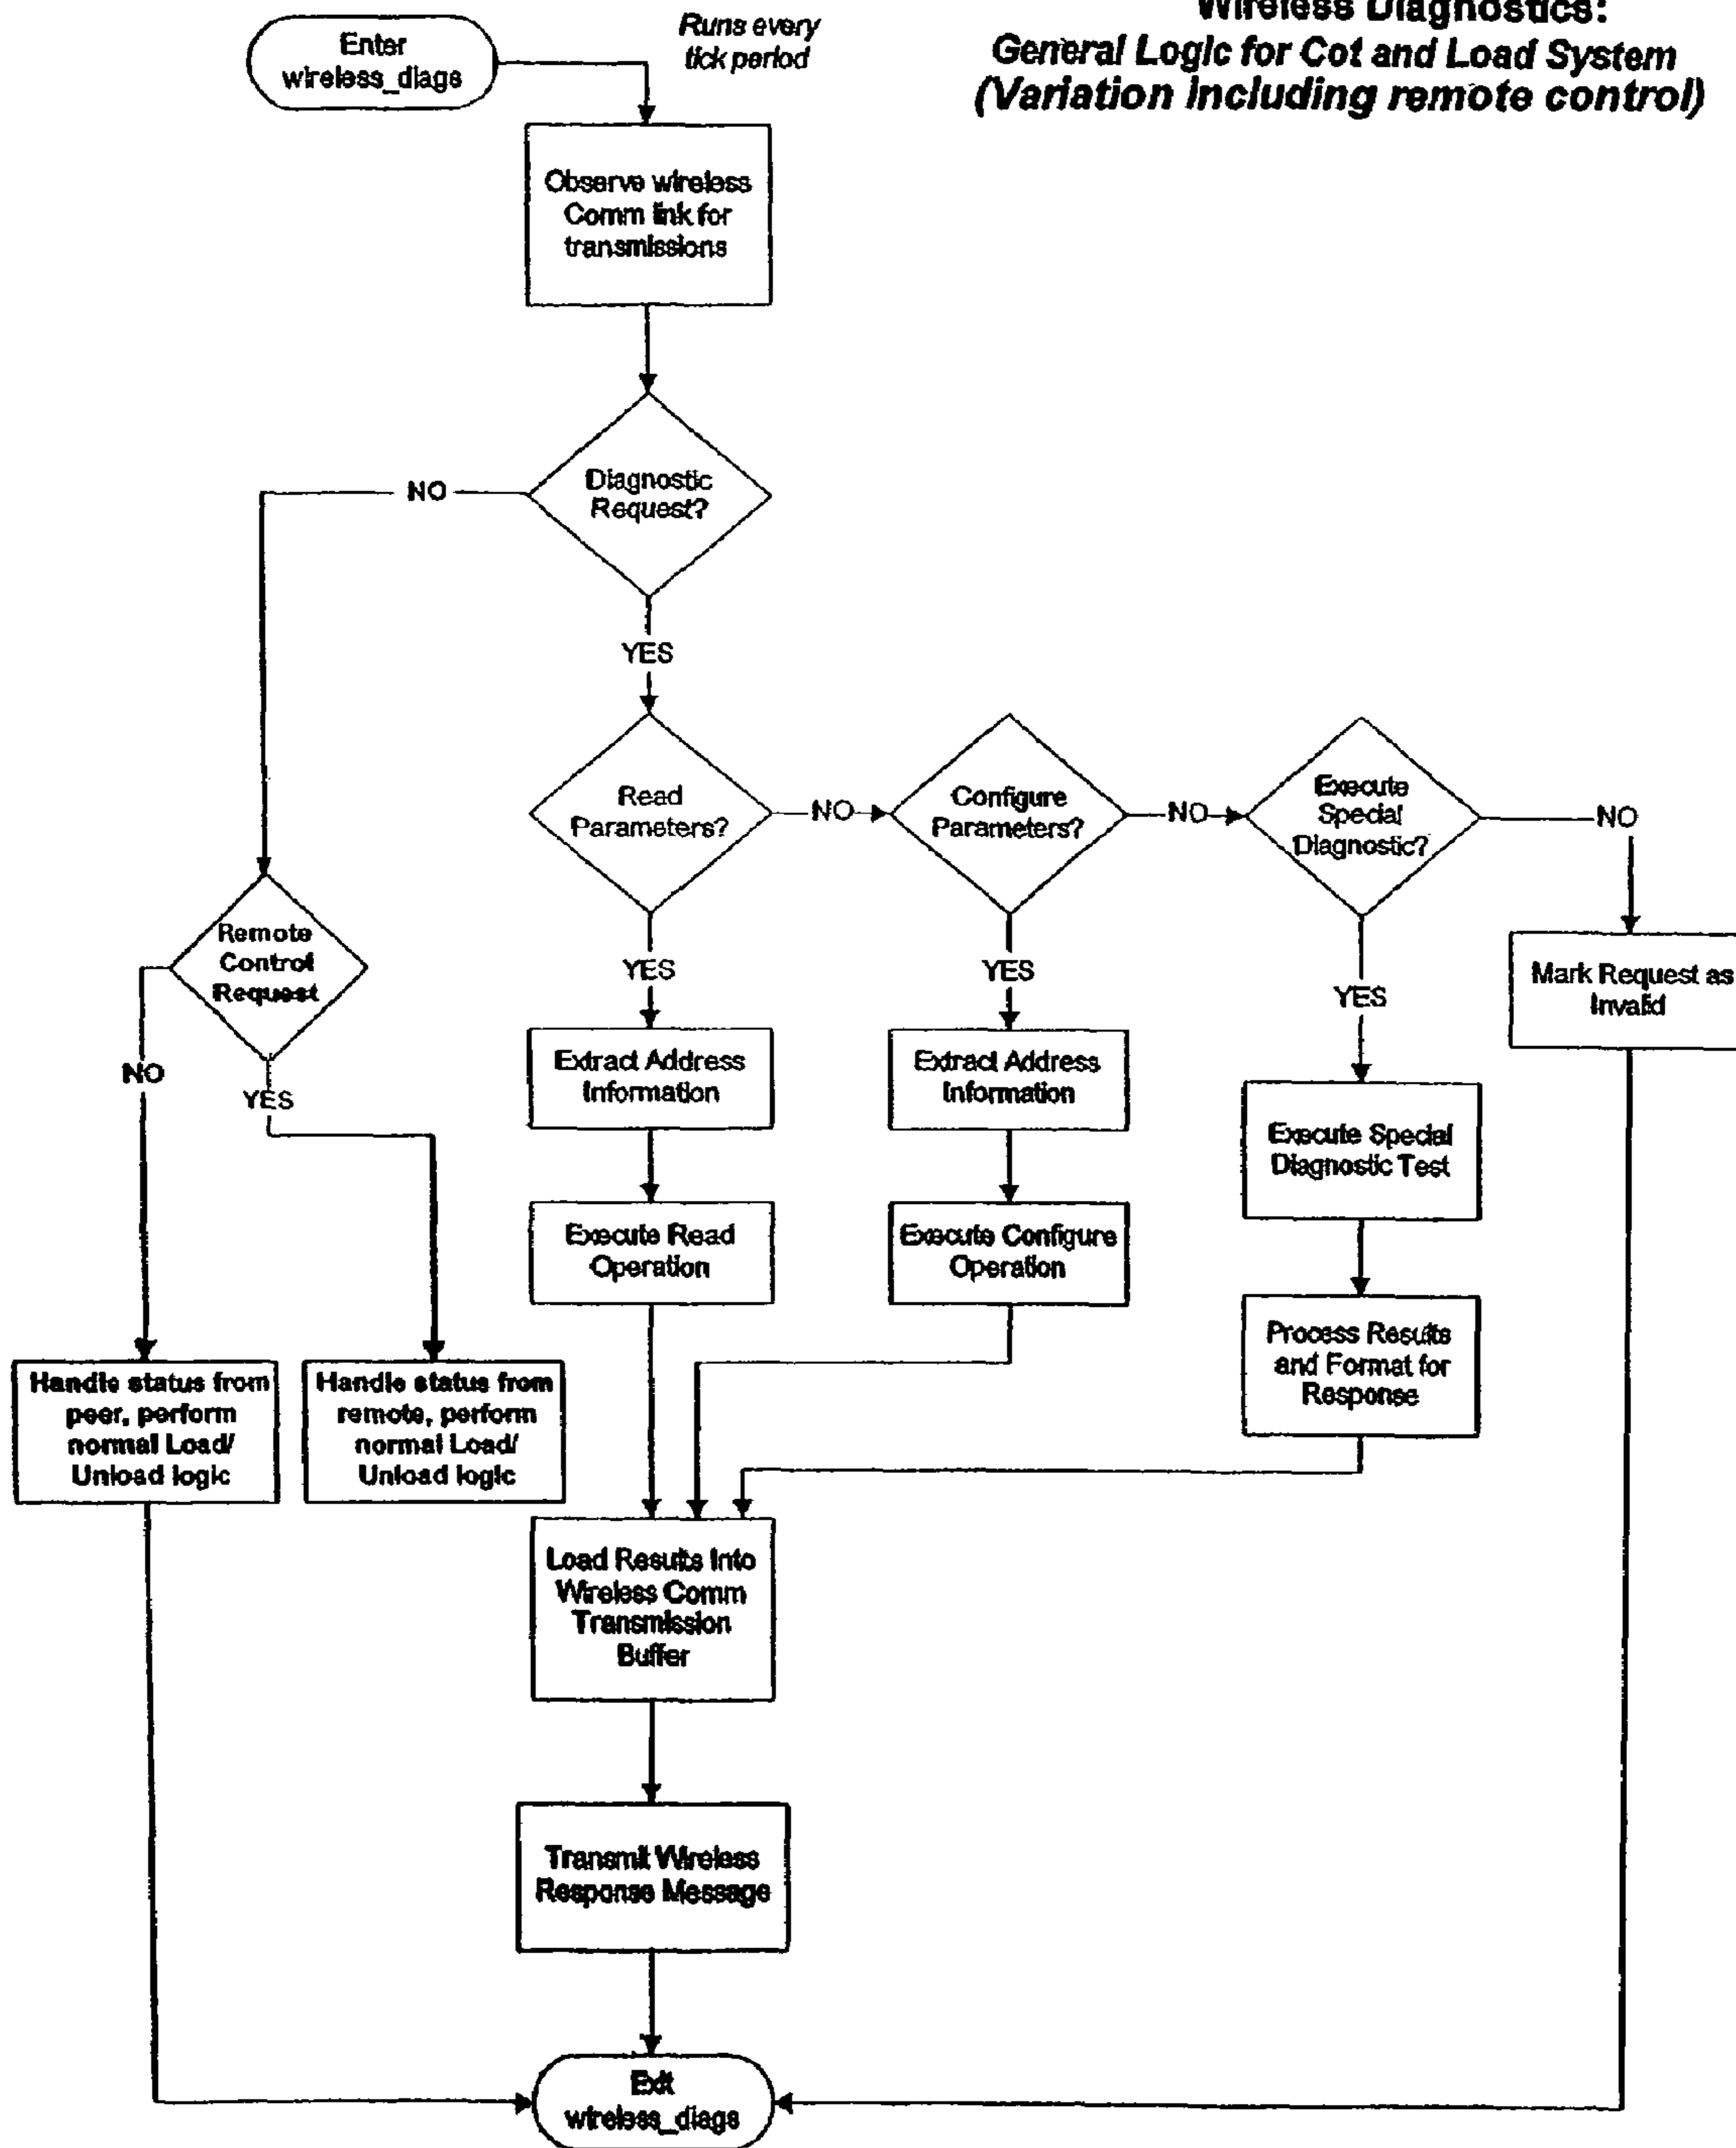 Wireless Diagnostics:
General Logic for Cot and Load System
(Variation including remote control)
Runs every
tick period
Enter
wireless_diags
Observe wireless
Comm link for
transmissions
Diagnostic
Request?
NO
YES
Read
Parameters?
NO
Configure
Parameters?
NO
Execute
Special
Diagnostic?
NO
Remote
Control
Request
NO
YES
YES
YES
YES
Mark Request as
Invalid
Extract Address
Information
Extract Address
Information
Execute Special
Diagnostic Test
Execute Read
Operation
Execute Configure
Operation
Process Results
and Format for
Response
Handle status from
peer, perform
normal Load/
Unload logic
Handle status from
remote, perform
normal Load/
Unload logic
Load Results Into
Wireless Comm
Transmission
Buffer
Transmit Wireless
Response Message
Exit
wireless_diags